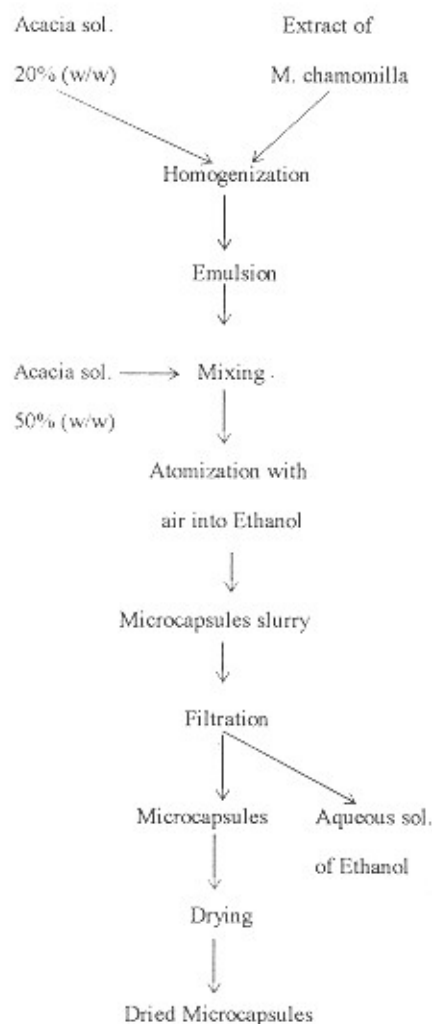 Acacia sol.
20% (w/w)
Extract of
M. chamomilla
Homogenization
Emulsion
Acacia sol.
50% (w/w)
Mixing .
Atomization with
air into Ethanol
Microcapsules slurry
Filtration
Microcapsules
Aqueous sol.
of Ethanol
Drying
Dried Microcapsules